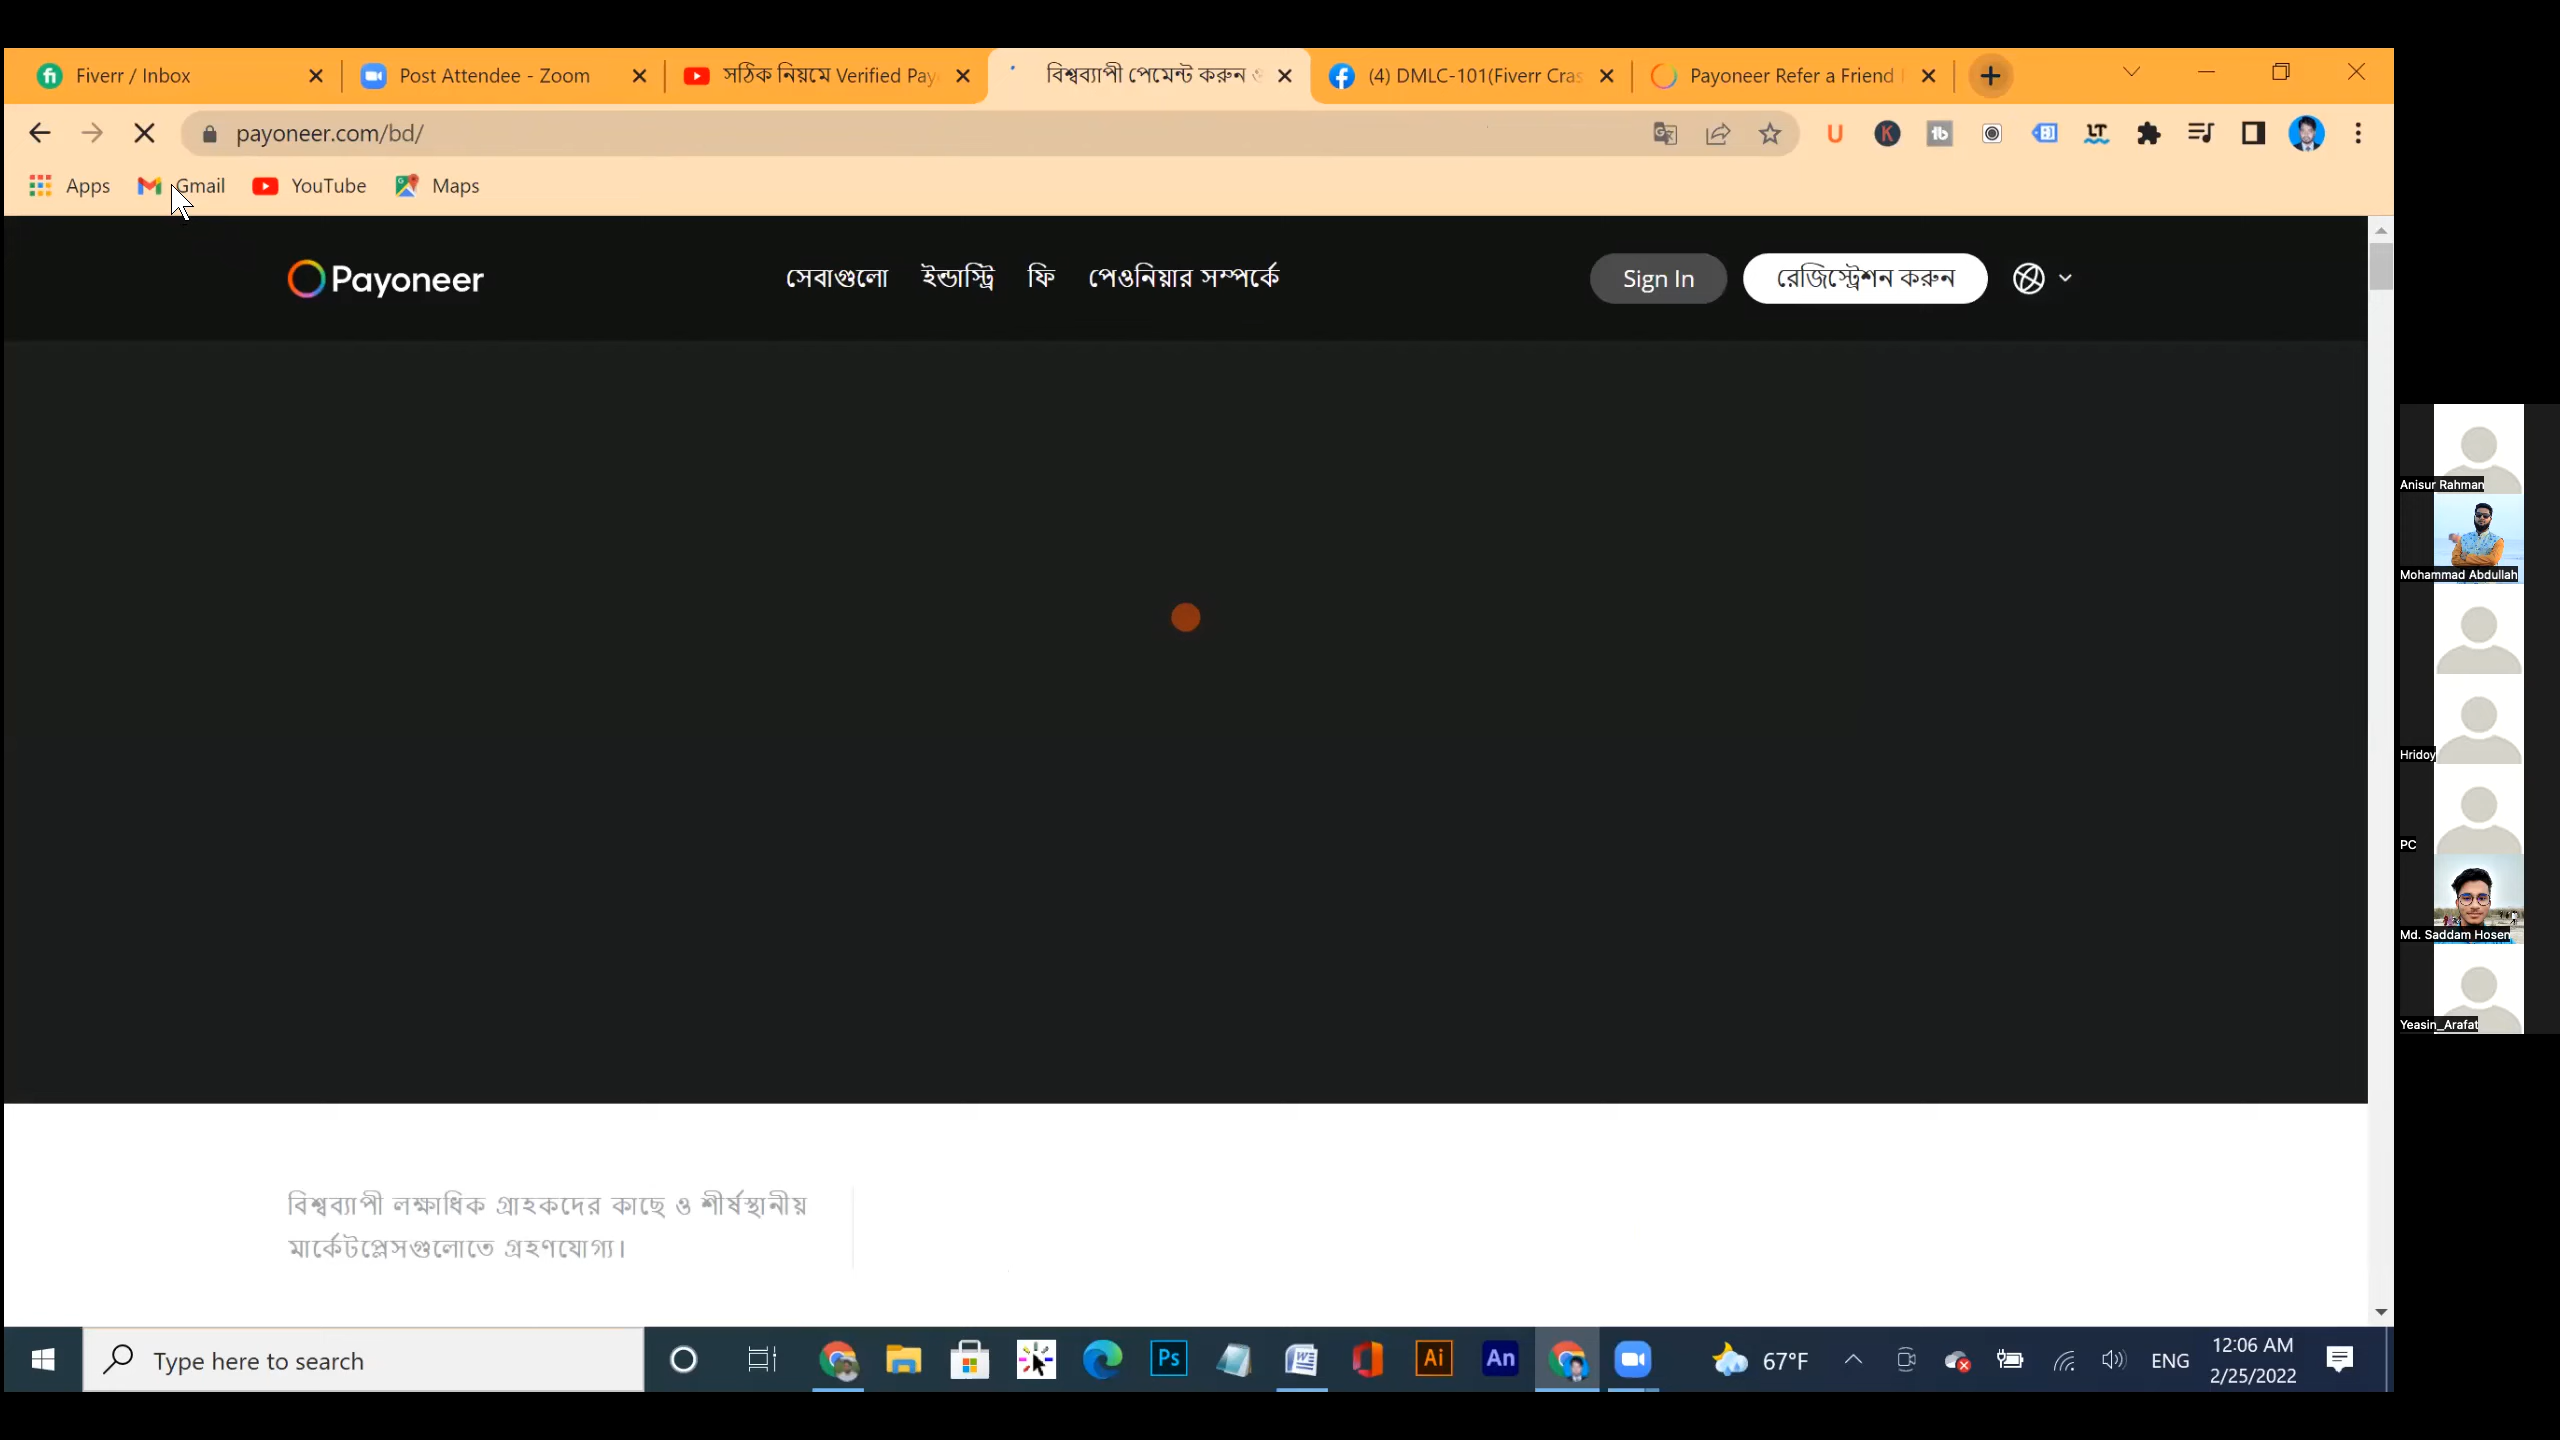 Fiverr / Inbox
Post Attendee - Zoom
সঠিক নিয়মে Verified Pay
বিশ্বব্যাপী পেমেন্ট করুন ও
(4) DMLC-101(Fiverr Cras
Payoneer Refer a Friend
payoneer.com/bd/
Apps
Gmail
YouTube
Maps
Payoneer
সেবাগুলো
ইন্ডাস্ট্রি
ফি
পেওনিয়ার সম্পর্কে
Sign In
রেজিস্ট্রেশন করুন
বিশ্বব্যাপী লক্ষাধিক গ্রাহকদের কাছে ও শীর্ষস্থানীয়
মার্কেটপ্লেসগুলোতে গ্রহণযোগ্য।
Anisur Rahman
Mohammad Abdullah
Hridoy
PC
Md. Saddam Hosen
Yeasin_Arafat
Type here to search
Ps
Ai
An
67°F
ENG
12:06 AM
2/25/2022